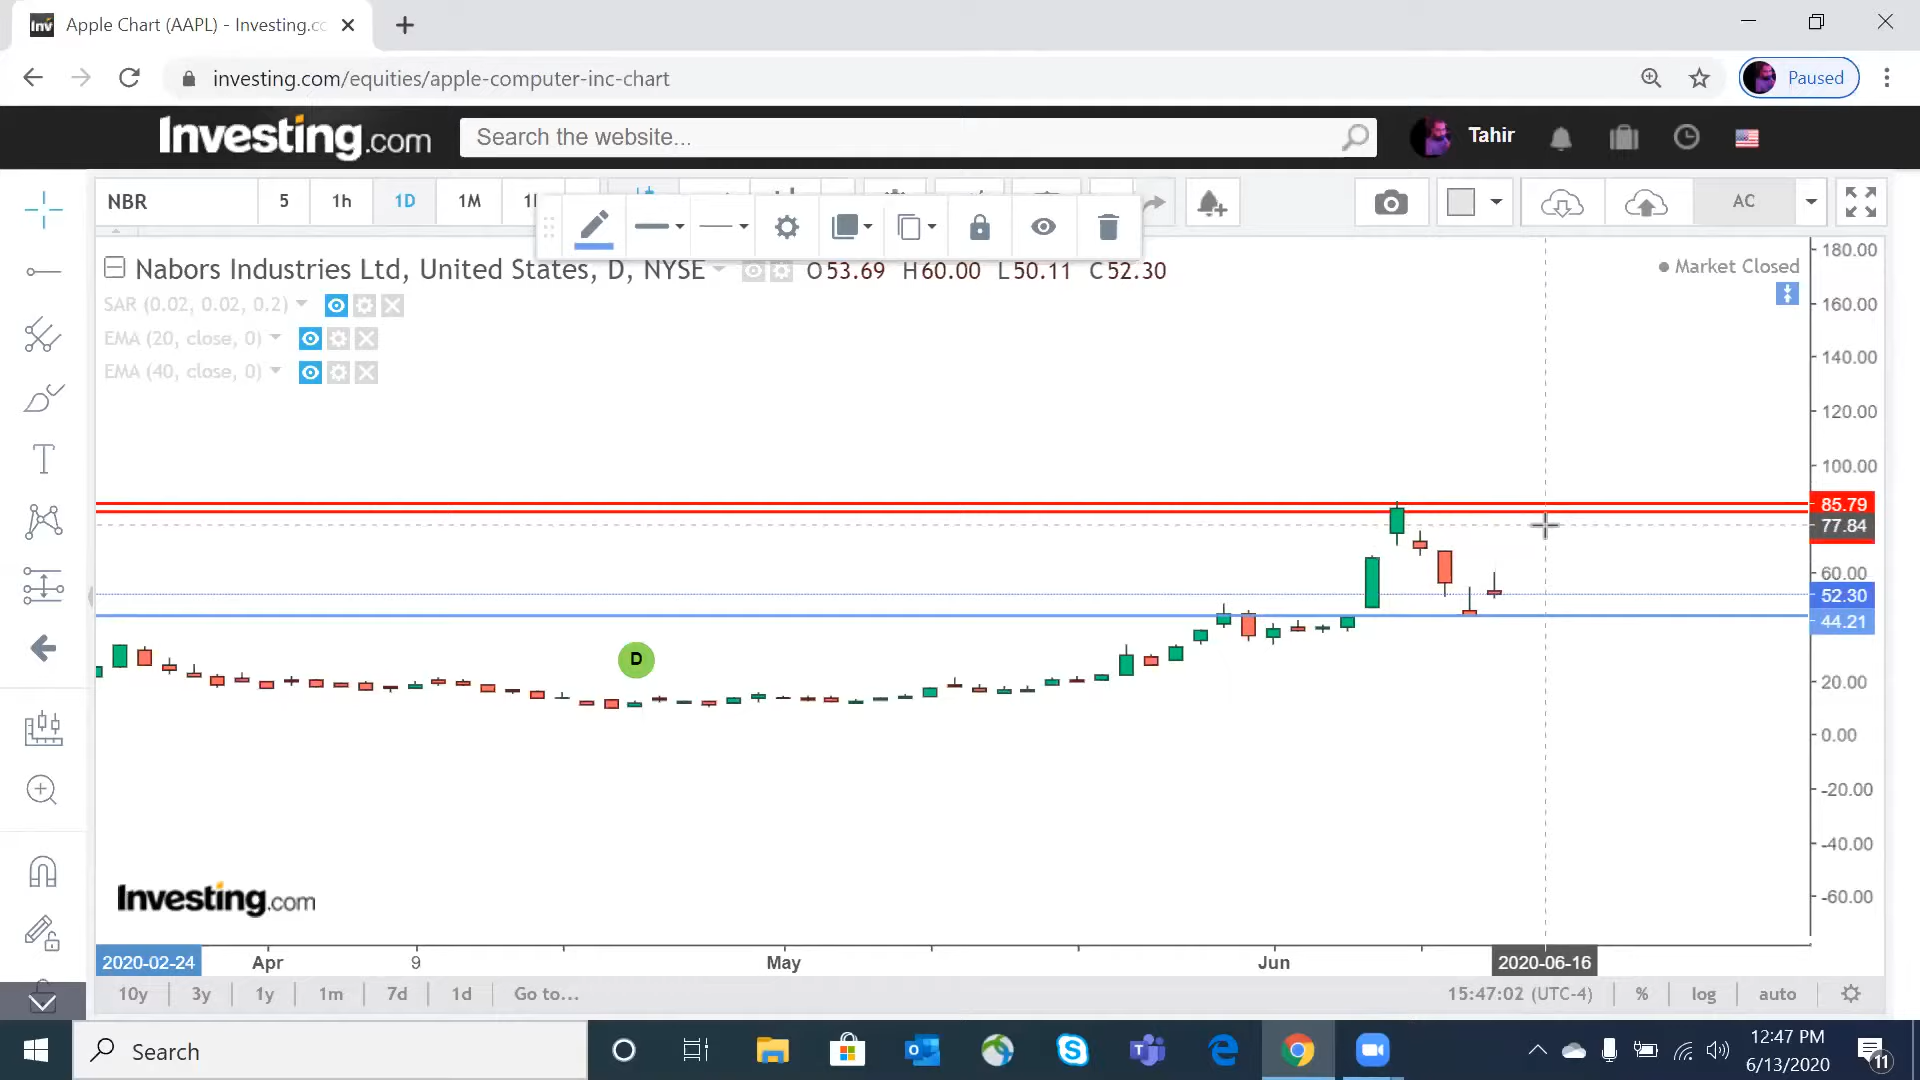 Apple Chart (AAPL) - Investing.cc
investing.com/equities/apple-computer-inc-chart
Paused
Investing.com
Search the website...
Tahir
NBR
5
1h
1D
1M
AC
Nabors Industries Ltd, United States, D, NYSE
O53.69 H60.00 L50.11 C52.30
Market Closed
SAR (0.02, 0.02, 0.2)
EMA (20, close, 0)
EMA (40, close, 0)
180.00
160.00
140.00
120.00
100.00
85.79
77.84
60.00
52.30
44.21
20.00
0.00
-20.00
-40.00
-60.00
D
Investing.com
2020-02-24
Apr
9
May
Jun
2020-06-16
10y
3y
1y
1m
7d
1d
Go to...
15:47:02 (UTC-4)
%
log
auto
Search
12:47 PM
6/13/2020
11